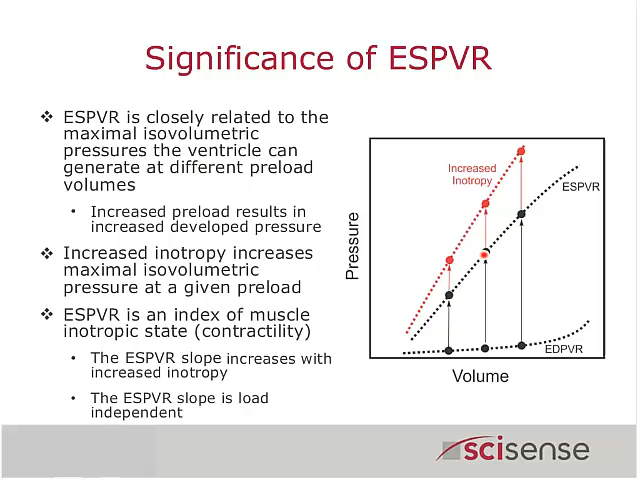 Significance of ESPVR
❖ ESPVR is closely related to the
maximal isovolumetric
pressures the ventricle can
generate at different preload
volumes
• Increased preload results in
increased developed pressure
❖ Increased inotropy increases
maximal isovolumetric
pressure at a given preload
❖ ESPVR is an index of muscle
inotropic state (contractility)
• The ESPVR slope increases with
increased inotropy
• The ESPVR slope is load
independent
Increased
Inotropy
ESPVR
Pressure
EDPVR
Volume
scisense